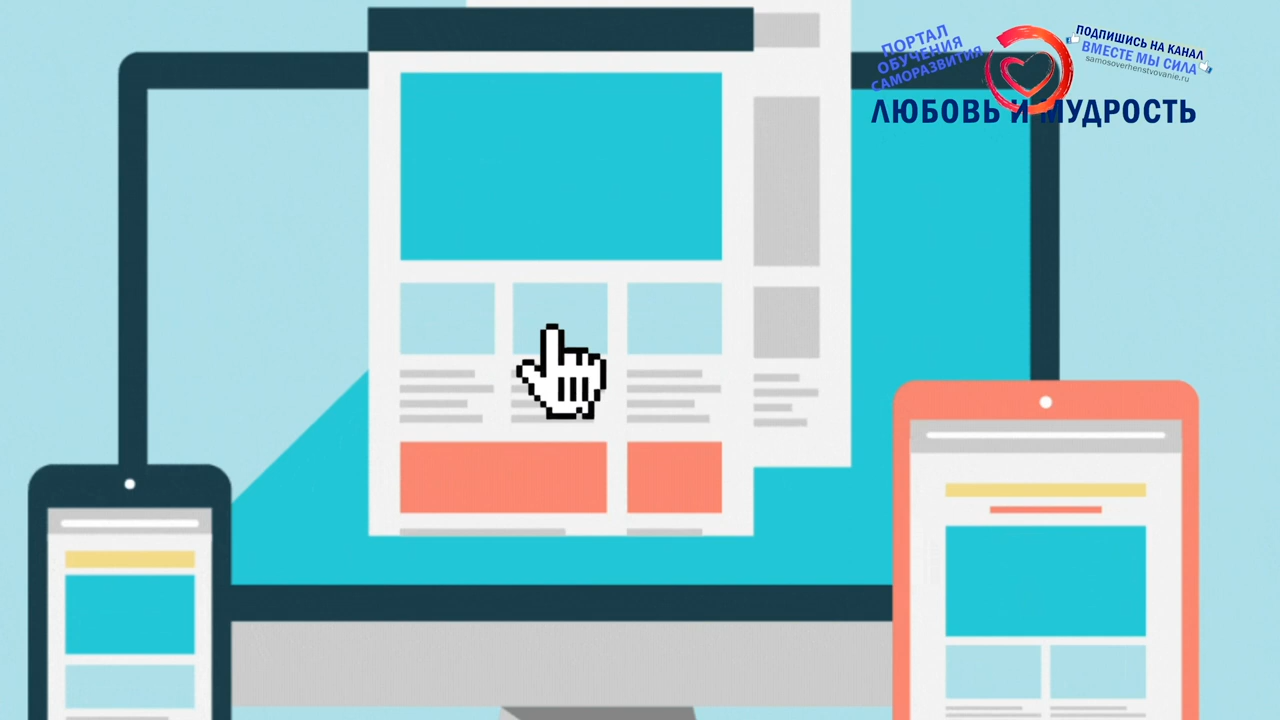 ПОРТАЛ
ОБУЧЕНИЯ
САМОРАЗВИТИЯ
ПОДПИШИСЬ НА КАНАЛ
ВМЕСТЕ МЫ СИЛА
samosoverhenstvovanie.ru
ЛЮБОВЬ И МУДРОСТЬ